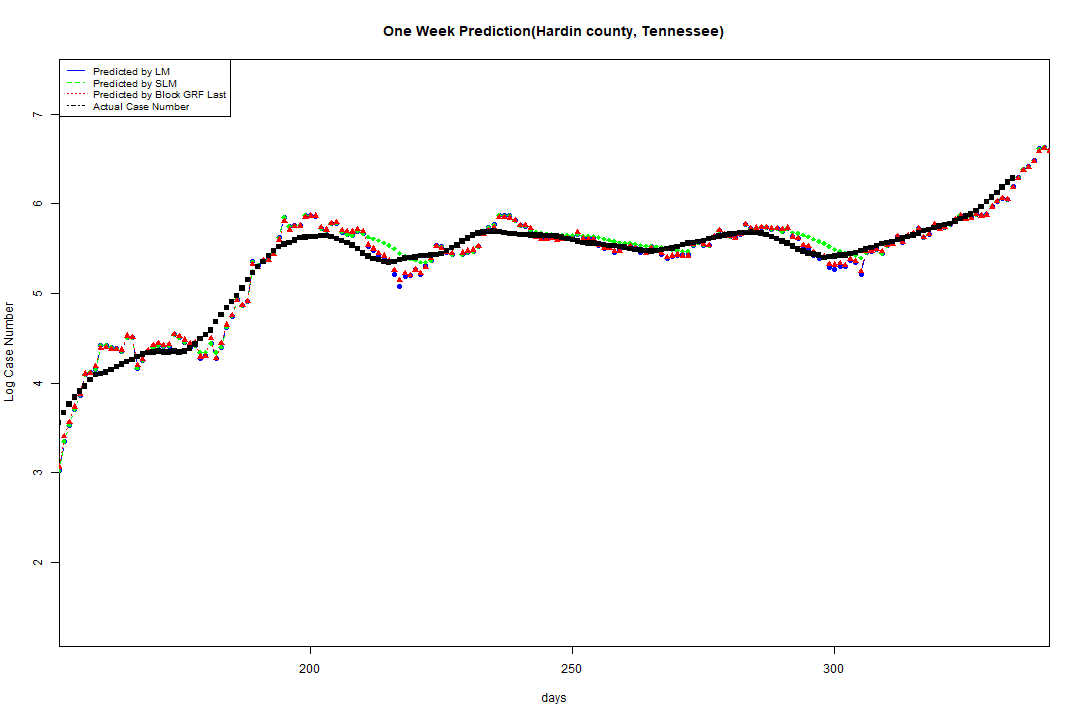 One Week Prediction(Hardin county, Tennessee)
Predicted by LM
Predicted by SLM
Predicted by Block GRF Last
Actual Case Number
7
6
5
4
3
2
Log Case Number
200 250 300
days